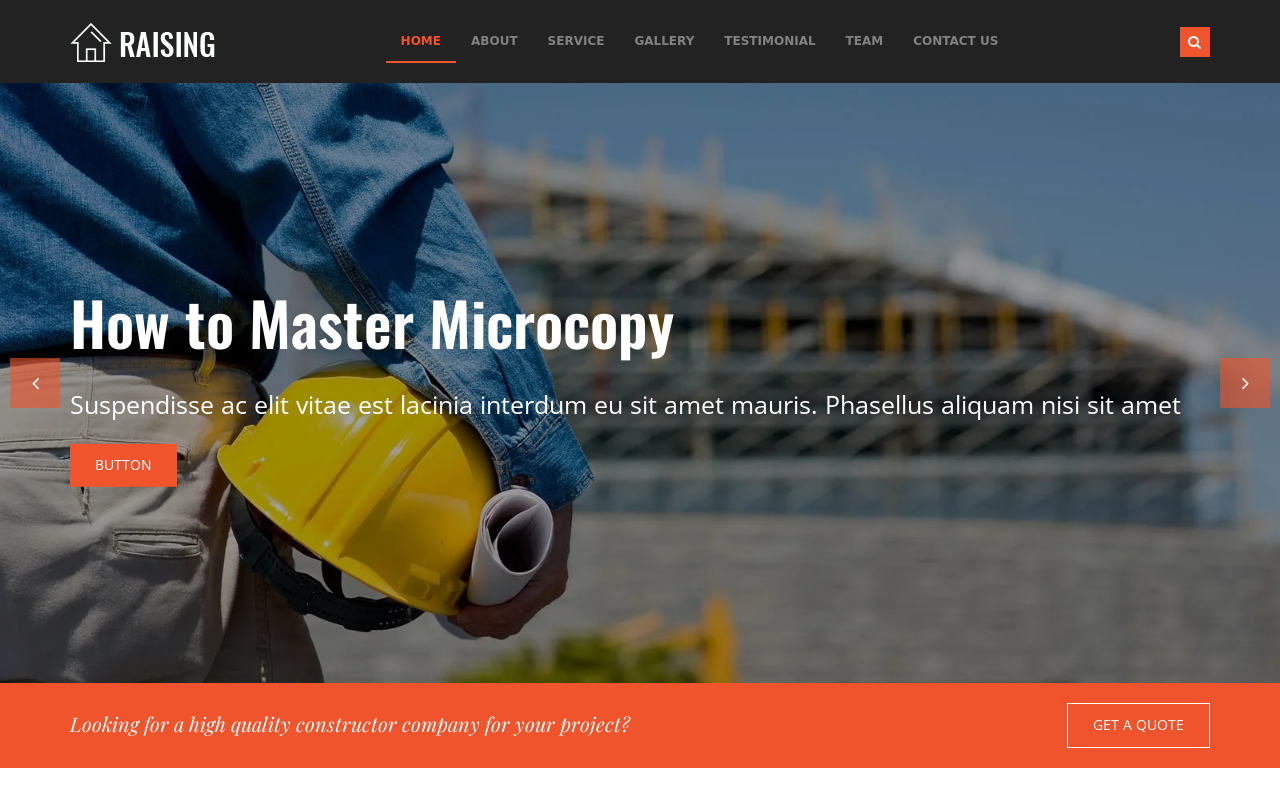 RAISING
HOME ABOUT SERVICE GALLERY TESTIMONIAL TEAM CONTACT US
How to Master Microcopy
Suspendisse ac elit vitae est lacinia interdum eu sit amet mauris. Phasellus aliquam nisi sit amet
BUTTON
Looking for a high quality constructor company for your project?
GET A QUOTE